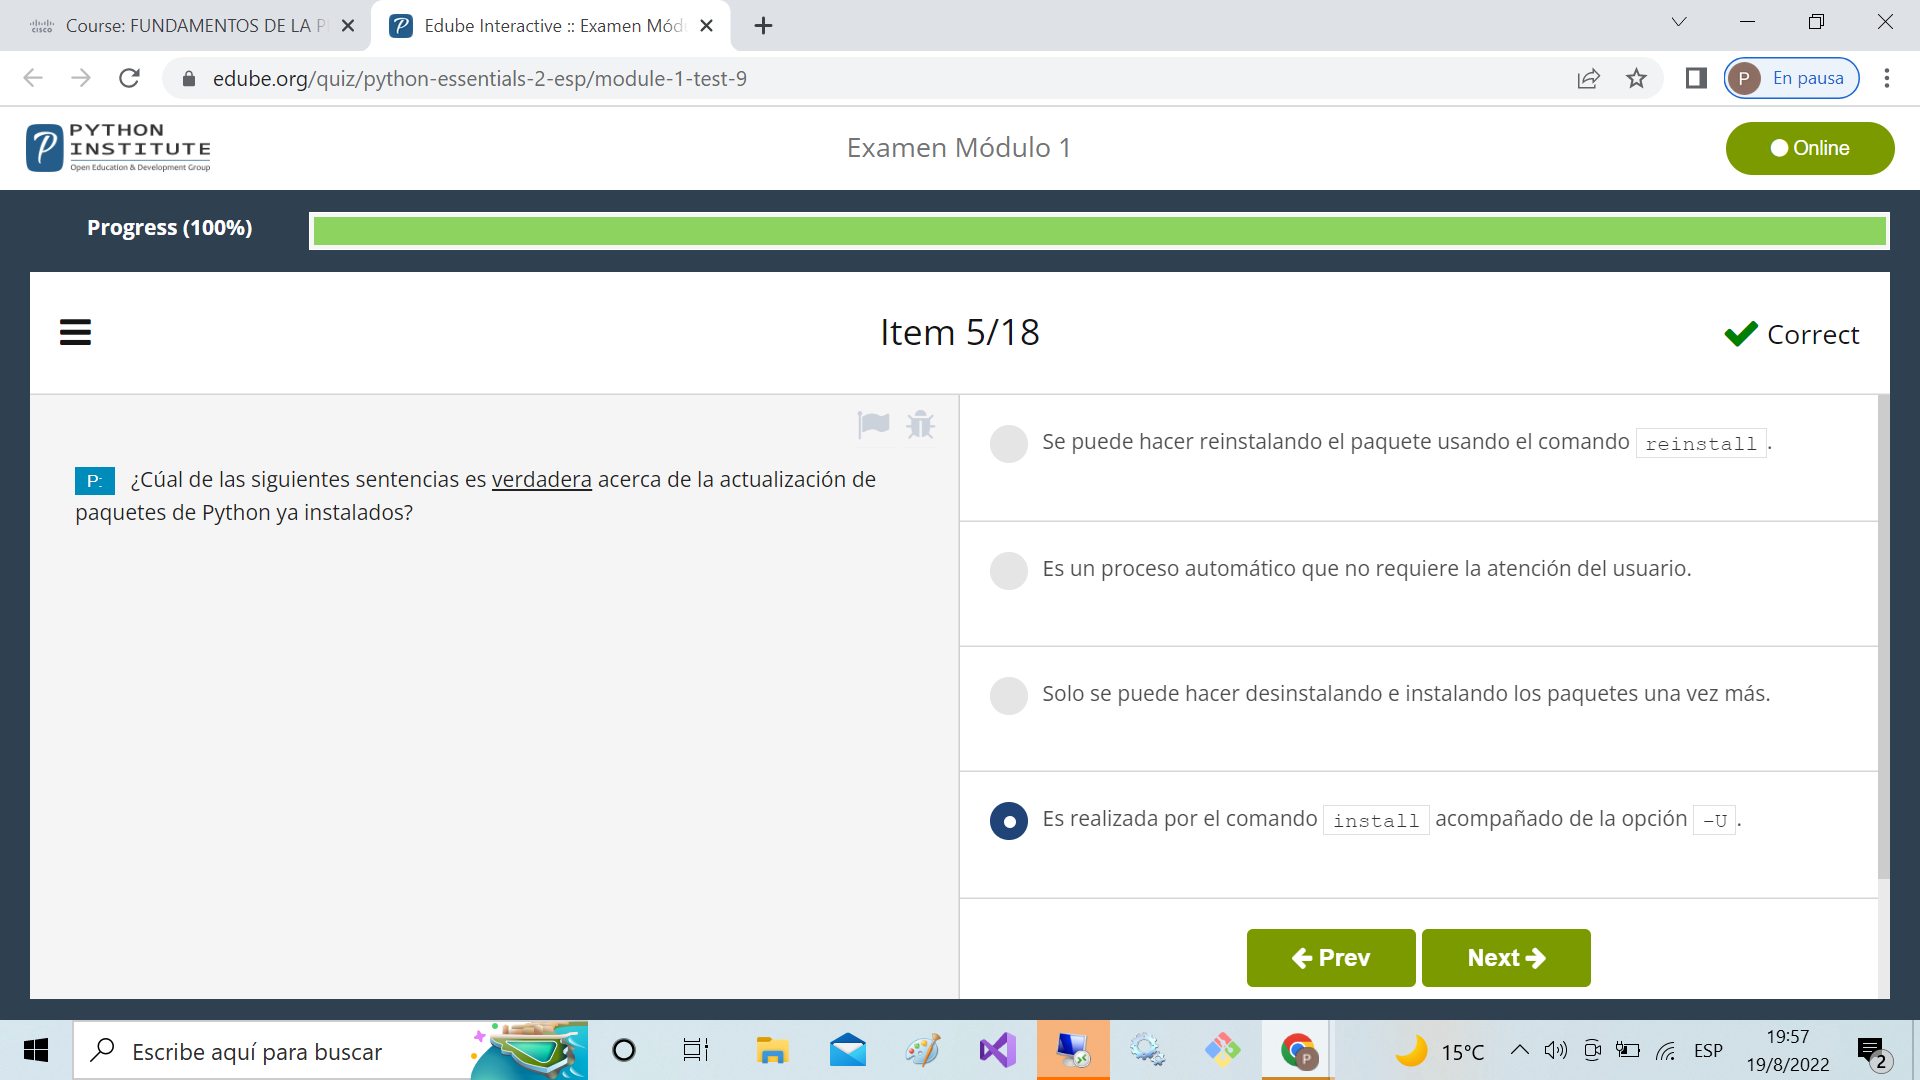 Course: FUNDAMENTOS DE LA P
Edube Interactive :: Examen Mód
edube.org/quiz/python-essentials-2-esp/module-1-test-9
P
En pausa
PYTHON
INSTITUTE
Open Education & Development Group
Examen Módulo 1
Online
Progress (100%)
Item 5/18
Correct
P: ¿Cúal de las siguientes sentencias es verdadera acerca de la actualización de
paquetes de Python ya instalados?
Se puede hacer reinstalando el paquete usando el comando reinstall.
Es un proceso automático que no requiere la atención del usuario.
Solo se puede hacer desinstalando e instalando los paquetes una vez más.
Es realizada por el comando install acompañado de la opción -U.
Prev
Next
Escribe aquí para buscar
P
15°C
ESP
19:57
19/8/2022
2